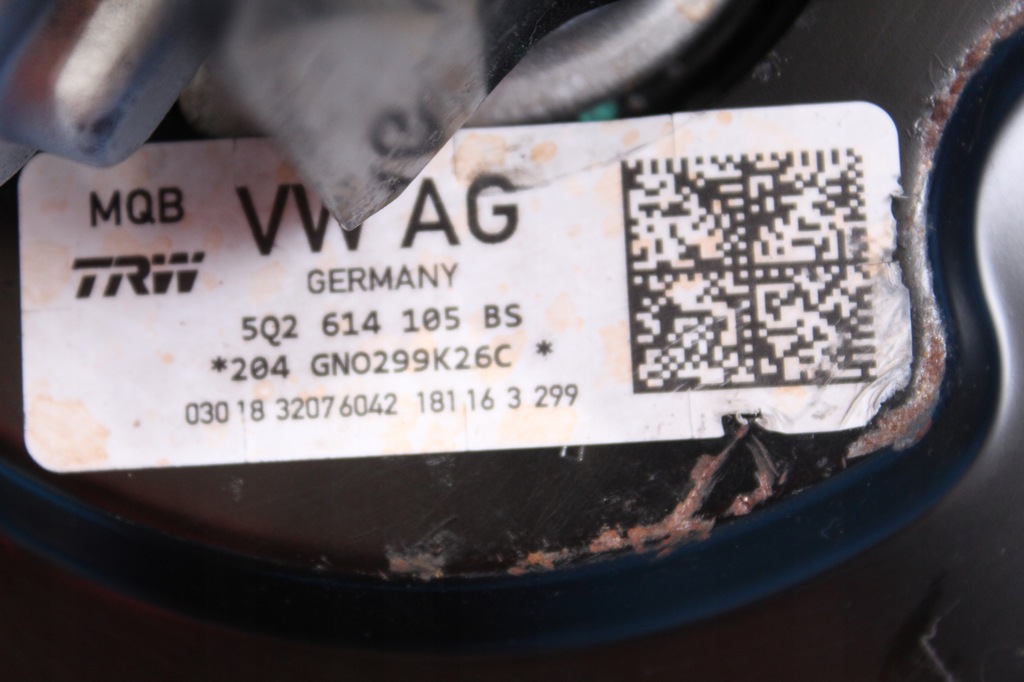 MQB VW AG
TRW
GERMANY
5Q2 614 105 BS
*204 GNO299K26C *
030 18 32076042 181 16 3 299